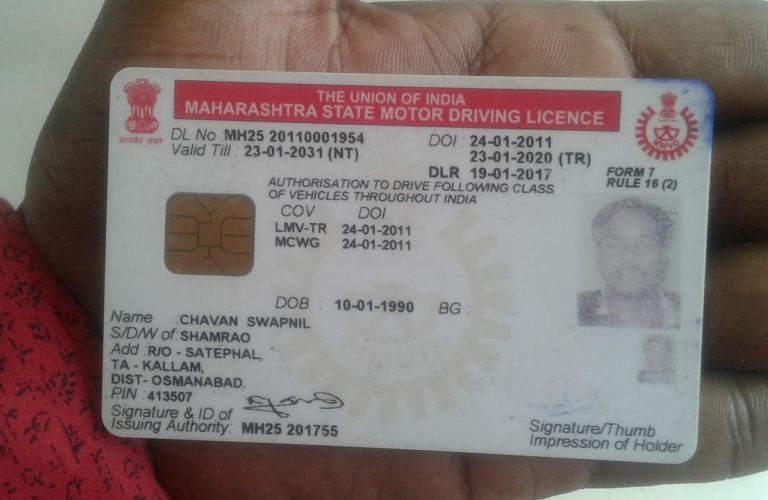 THE UNION OF INDIA
MAHARASHTRA STATE MOTOR DRIVING LICENCE
सत्यमेव जयते
MMVD
DL No : MH25 20110001954 DOI : 24-01-2011
Valid Till : 23-01-2031 (NT) 23-01-2020 (TR)
DLR 19-01-2017
FORM 7
RULE 16 (2)
AUTHORISATION TO DRIVE FOLLOWING CLASS
OF VEHICLES THROUGHOUT INDIA
COV DOI
LMV-TR 24-01-2011
MCWG 24-01-2011
DOB : 10-01-1990 BG :
Name CHAVAN SWAPNIL
S/D/W of SHAMRAO
Add R/O - SATEPHAL,
TA - KALLAM,
DIST- OSMANABAD.
PIN 413507
Signature & ID of
Issuing Authority: MH25 201755
Signature/Thumb
Impression of Holder